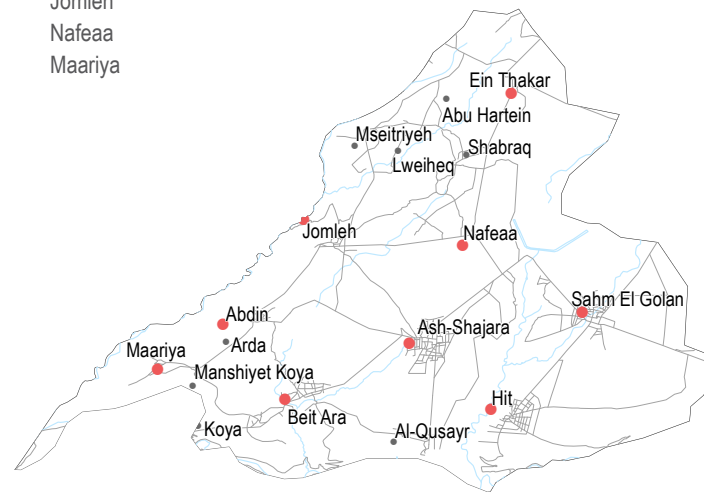 Jomleh
Nafeaa
Maariya
Ein Thakar
Abu Hartein
Mseitriyeh
Shabraq
Lweiheq
Jomleh
Nafeaa
Sahm El Golan
Abdin
Ash-Shajara
Arda
Maariya
Manshiyet Koya
Hit
Beit Ara
Koya
Al-Qusayr